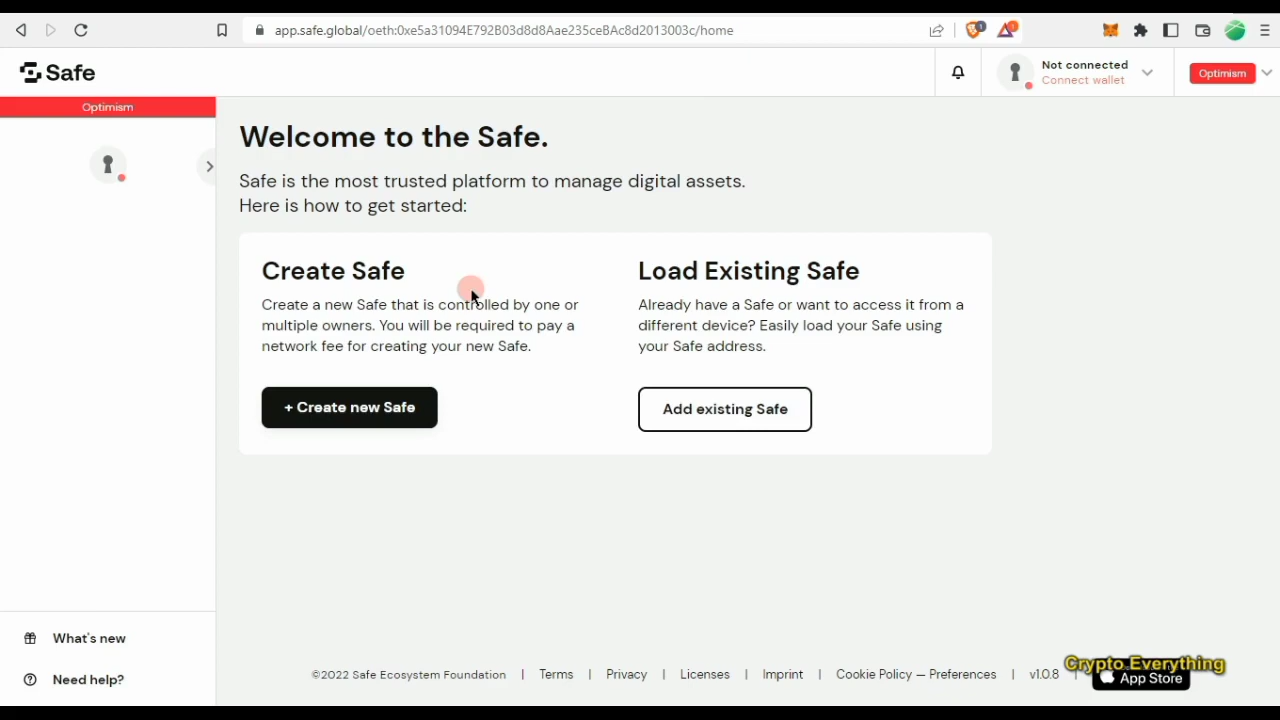 app.safe.global/oeth:0xe5a31094E792B03d8d8Aae235ceBAc8d2013003c/home
Safe
Not connected
Connect wallet
Optimism
Optimism
Welcome to the Safe.
Safe is the most trusted platform to manage digital assets.
Here is how to get started:
Create Safe
Create a new Safe that is controlled by one or
multiple owners. You will be required to pay a
network fee for creating your new Safe.
+ Create new Safe
Load Existing Safe
Already have a Safe or want to access it from a
different device? Easily load your Safe using
your Safe address.
Add existing Safe
What's new
Need help?
©2022 Safe Ecosystem Foundation | Terms | Privacy | Licenses | Imprint | Cookie Policy — Preferences | v1.0.8 |
Crypto Everything
App Store